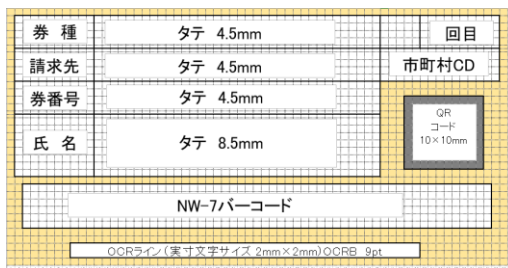 券 種 タテ 4.5mm 回目
請求先 タテ 4.5mm 市町村CD
券番号 タテ 4.5mm
QR
コード
10×10mm
氏 名 タテ 8.5mm
NW-7バーコード
OCRライン(実寸文字サイズ 2mm×2mm)OCRB 9pt